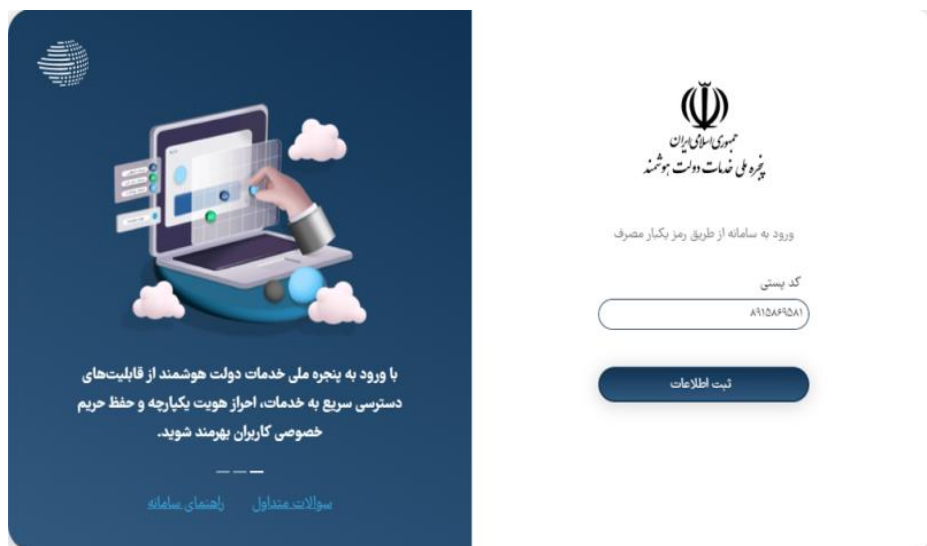 جمهوری اسلامی ایران
پنجره ملی خدمات دولت هوشمند
ورود به سامانه از طریق رمز یکبار مصرف
کد پستی
۸۹۱۵۸۶۹۵۸۱
ثبت اطلاعات
با ورود به پنجره ملی خدمات دولت هوشمند از قابلیت‌های
دسترسی سریع به خدمات، احراز هویت یکپارچه و حفظ حریم
خصوصی کاربران بهرمند شوید.
سوالات متداول راهنمای سامانه